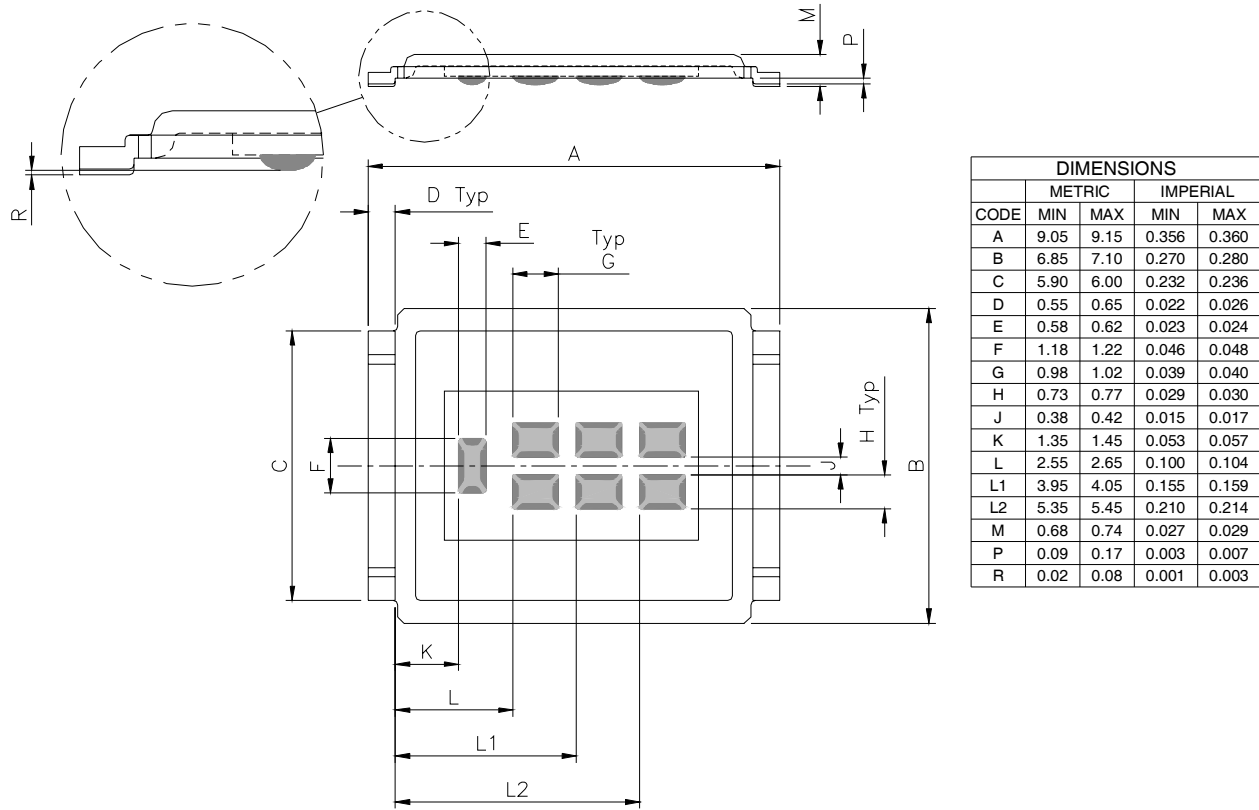 M
P
R
A
D Typ
E
Typ
G
H Typ
C
F
J
B
K
L
L1
L2
DIMENSIONS
METRIC IMPERIAL
CODE MIN MAX MIN MAX
A 9.05 9.15 0.356 0.360
B 6.85 7.10 0.270 0.280
C 5.90 6.00 0.232 0.236
D 0.55 0.65 0.022 0.026
E 0.58 0.62 0.023 0.024
F 1.18 1.22 0.046 0.048
G 0.98 1.02 0.039 0.040
H 0.73 0.77 0.029 0.030
J 0.38 0.42 0.015 0.017
K 1.35 1.45 0.053 0.057
L 2.55 2.65 0.100 0.104
L1 3.95 4.05 0.155 0.159
L2 5.35 5.45 0.210 0.214
M 0.68 0.74 0.027 0.029
P 0.09 0.17 0.003 0.007
R 0.02 0.08 0.001 0.003